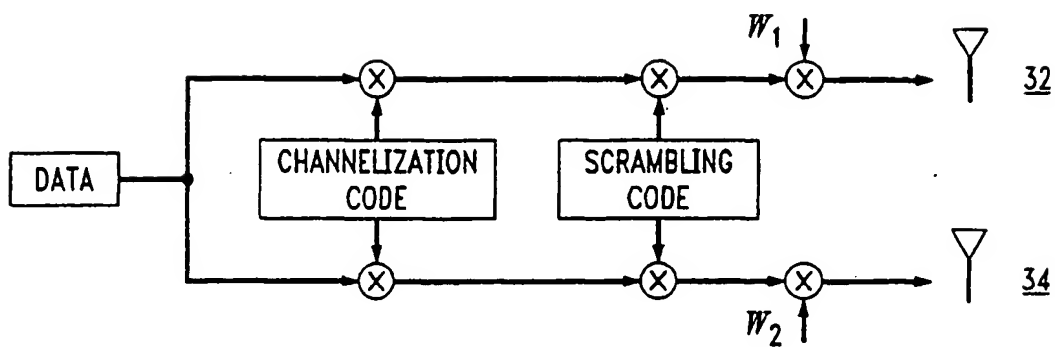 W1
32
DATA
CHANNELIZATION
CODE
SCRAMBLING
CODE
W2
34